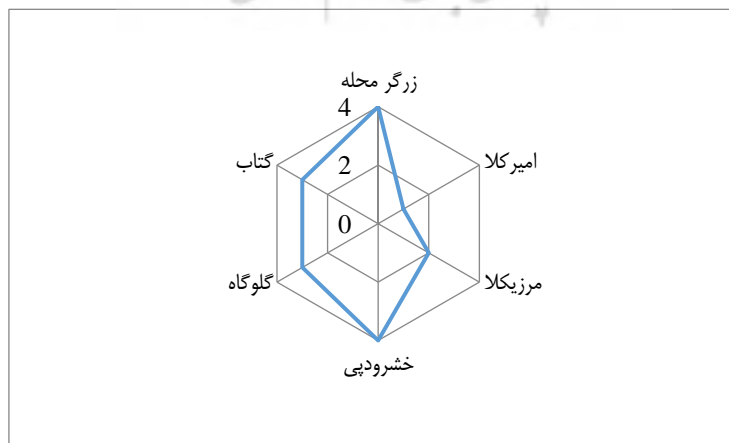 زرگر محله
4
امیرکلا
گتاب
2
0
مرزیکلا
گلوگاه
خشرودپی